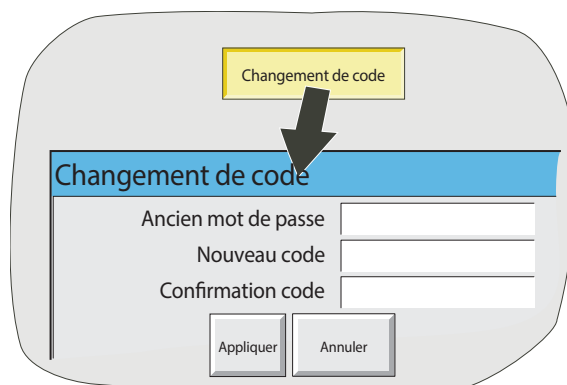 Changement de code
Changement de code
Ancien mot de passe
Nouveau code
Confirmation code
Appliquer Annuler